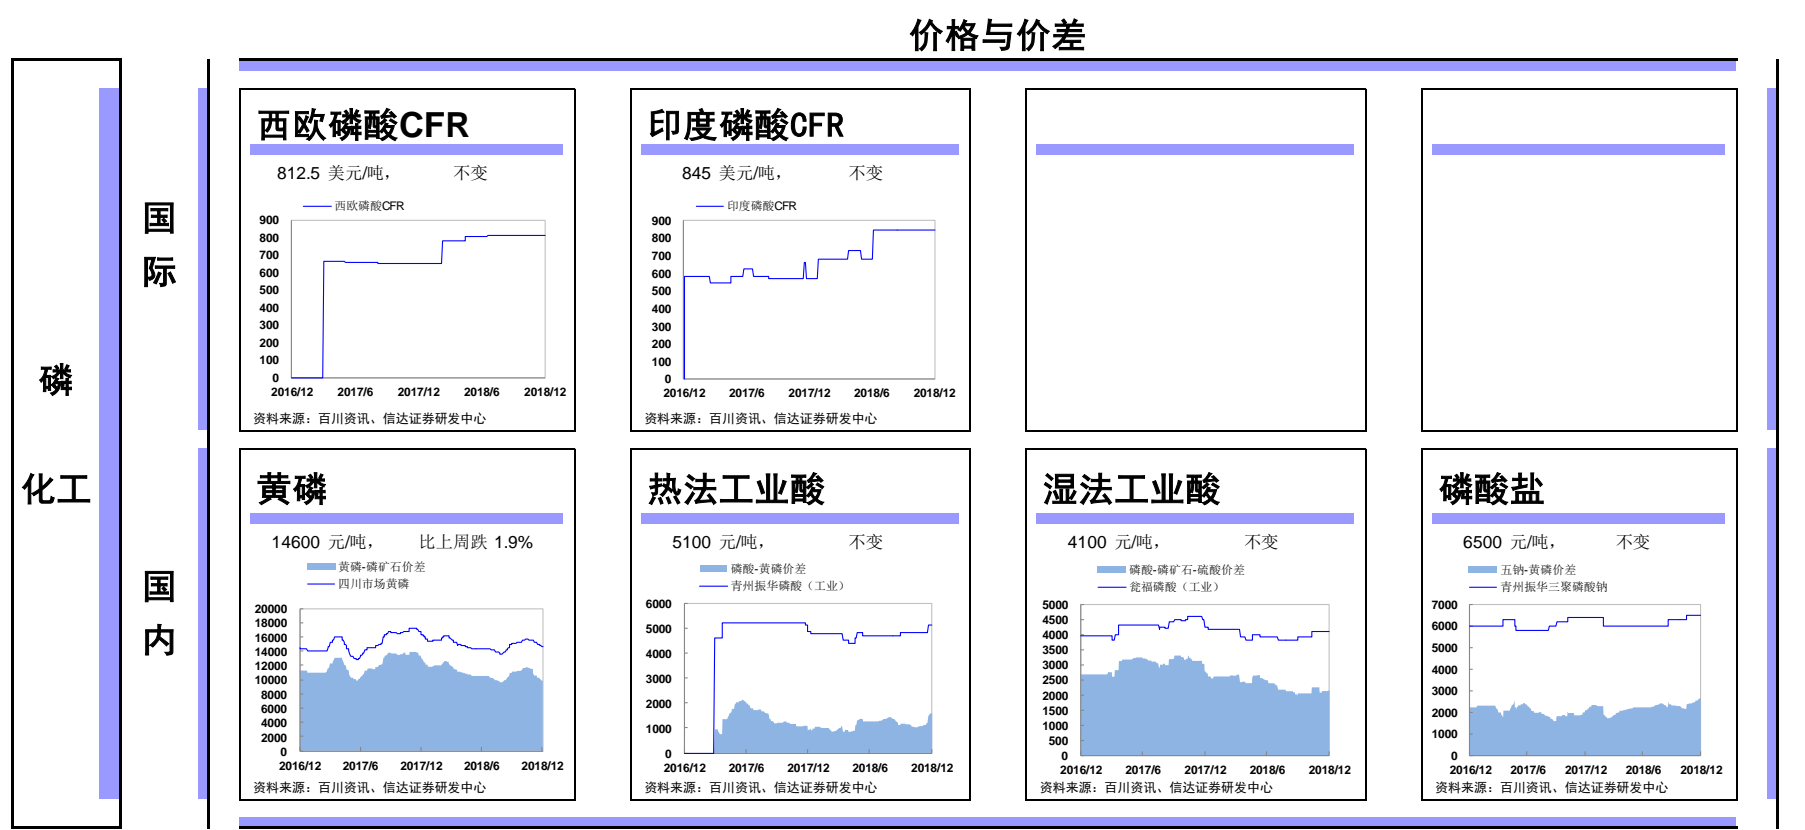 价格与价差
磷
化工
国
际
西欧磷酸CFR
812.5 美元/吨， 不变
西欧磷酸CFR
900
800
700
600
500
400
300
200
100
0
2016/12 2017/6 2017/12 2018/6 2018/12
资料来源：百川资讯、信达证券研发中心
印度磷酸CFR
845 美元/吨， 不变
印度磷酸CFR
900
800
700
600
500
400
300
200
100
0
2016/12 2017/6 2017/12 2018/6 2018/12
资料来源：百川资讯、信达证券研发中心
国
内
黄磷
14600 元/吨， 比上周跌 1.9%
黄磷-磷矿石价差
四川市场黄磷
20000
18000
16000
14000
12000
10000
8000
6000
4000
2000
0
2016/12 2017/6 2017/12 2018/6 2018/12
资料来源：百川资讯、信达证券研发中心
热法工业酸
5100 元/吨， 不变
磷酸-黄磷价差
青州振华磷酸（工业）
6000
5000
4000
3000
2000
1000
0
2016/12 2017/6 2017/12 2018/6 2018/12
资料来源：百川资讯、信达证券研发中心
湿法工业酸
4100 元/吨， 不变
磷酸-磷矿石-硫酸价差
瓮福磷酸（工业）
5000
4500
4000
3500
3000
2500
2000
1500
1000
500
0
2016/12 2017/6 2017/12 2018/6 2018/12
资料来源：百川资讯、信达证券研发中心
磷酸盐
6500 元/吨， 不变
五钠-黄磷价差
青州振华三聚磷酸钠
7000
6000
5000
4000
3000
2000
1000
0
2016/12 2017/6 2017/12 2018/6 2018/12
资料来源：百川资讯、信达证券研发中心